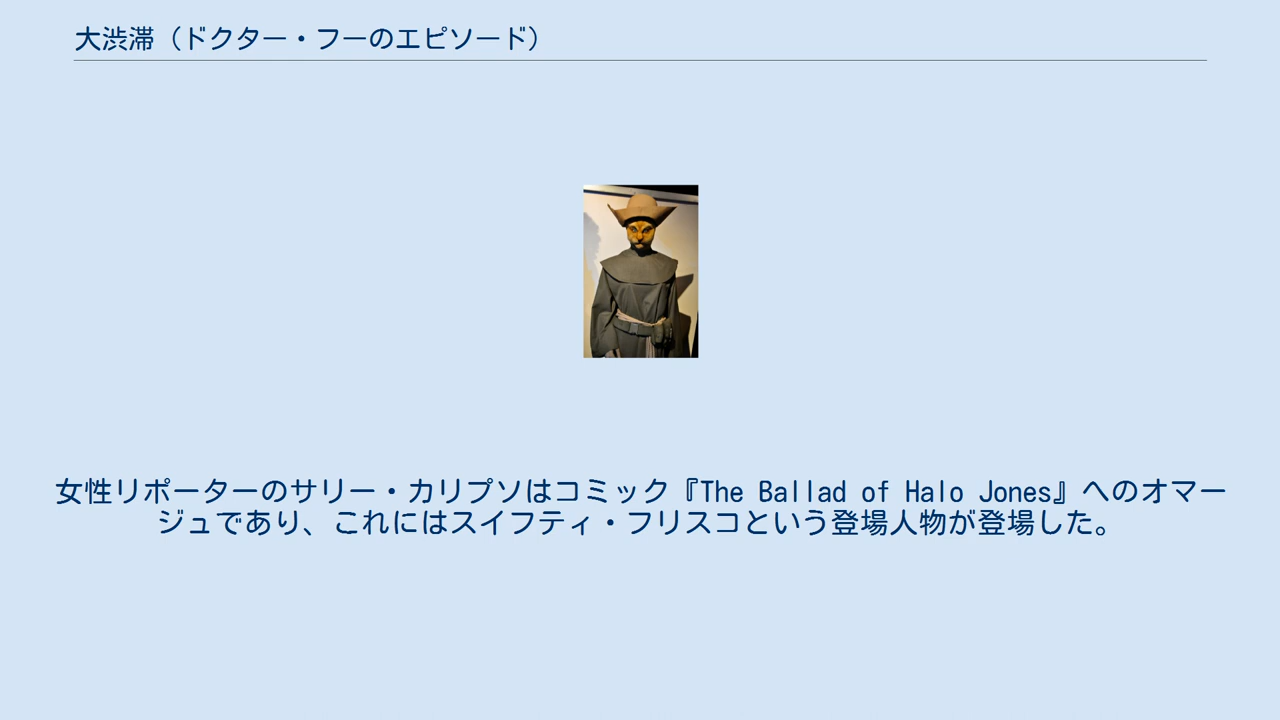 大渋滞（ドクター・フーのエピソード）
女性リポーターのサリー・カリプソはコミック『The Ballad of Halo Jones』へのオマー
ジュであり、これにはスイフティ・フリスコという登場人物が登場した。